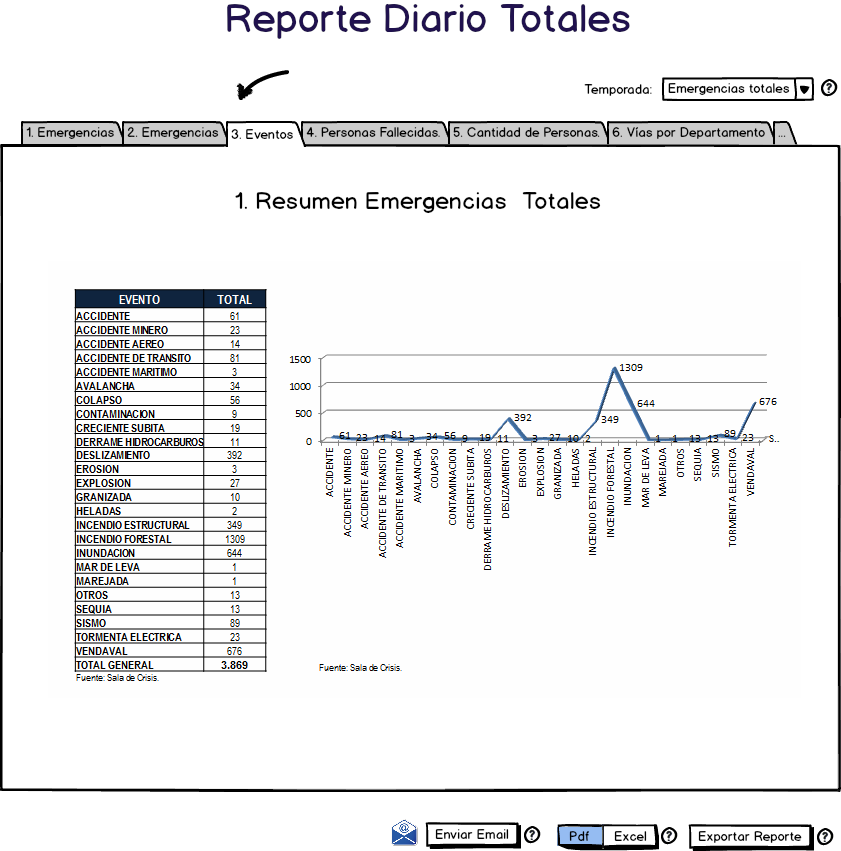 Reporte Diario Totales
Temporada: Emergencias totales ?
1. Emergencias 2. Emergencias 3. Eventos 4. Personas Fallecidas. 5. Cantidad de Personas. 6. Vías por Departamento ...
1. Resumen Emergencias Totales
EVENTO TOTAL
ACCIDENTE 61
ACCIDENTE MINERO 23
ACCIDENTE AEREO 14
ACCIDENTE DE TRANSITO 81
ACCIDENTE MARITIMO 3
AVALANCHA 34
COLAPSO 56
CONTAMINACION 9
CRECIENTE SUBITA 19
DERRAME HIDROCARBUROS 11
DESLIZAMIENTO 392
EROSION 3
EXPLOSION 27
GRANIZADA 10
HELADAS 2
INCENDIO ESTRUCTURAL 349
INCENDIO FORESTAL 1309
INUNDACION 644
MAR DE LEVA 1
MAREJADA 1
OTROS 13
SEQUIA 13
SISMO 89
TORMENTA ELECTRICA 23
VENDAVAL 676
TOTAL GENERAL 3.869
Fuente: Sala de Crisis.
1500
1000
500
0
61 23 14 81 3 34 56 9 19 11 392 3 27 10 2 349 1309 644 1 1 13 13 89 23 676
S..
ACCIDENTE
ACCIDENTE MINERO
ACCIDENTE AEREO
ACCIDENTE DE TRANSITO
ACCIDENTE MARITIMO
AVALANCHA
COLAPSO
CONTAMINACION
CRECIENTE SUBITA
DERRAME HIDROCARBUROS
DESLIZAMIENTO
EROSION
EXPLOSION
GRANIZADA
HELADAS
INCENDIO ESTRUCTURAL
INCENDIO FORESTAL
INUNDACION
MAR DE LEVA
MAREJADA
OTROS
SEQUIA
SISMO
TORMENTA ELECTRICA
VENDAVAL
Fuente: Sala de Crisis.
@ Enviar Email ? Pdf Excel ? Exportar Reporte ?